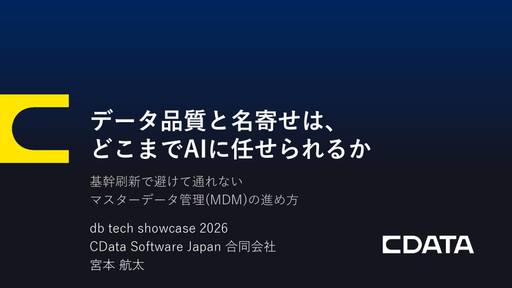 データ品質と名寄せは、
どこまでAIに任せられるか
基幹刷新で避けて通れない
マスターデータ管理(MDM)の進め方
db tech showcase 2026
CData Software Japan 合同会社
宮本 航太
CDATA